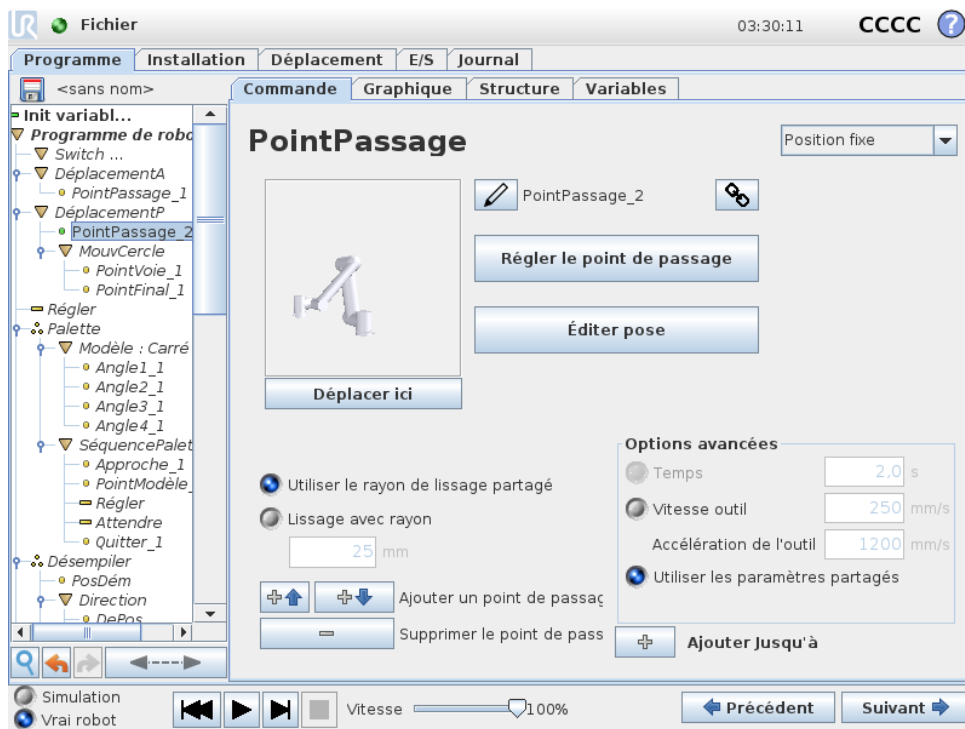 UR Fichier 03:30:11 CCCC ?
Programme Installation Déplacement E/S Journal
<sans nom>
Commande Graphique Structure Variables
Init variabl...
Programme de robo
Switch ...
DéplacementA
PointPassage_1
DéplacementP
PointPassage_2
MouvCercle
PointVoie_1
PointFinal_1
Régler
Palette
Modèle : Carré
Angle1_1
Angle2_1
Angle3_1
Angle4_1
SéquencePalet
Approche_1
PointModèle_
Régler
Attendre
Quitter_1
Désempiler
PosDém
Direction
DePos
PointPassage
Position fixe
PointPassage_2
Régler le point de passage
Éditer pose
Déplacer ici
Utiliser le rayon de lissage partagé
Lissage avec rayon
25 mm
Ajouter un point de passag
Supprimer le point de pass
Options avancées
Temps 2,0 s
Vitesse outil 250 mm/s
Accélération de l'outil 1200 mm/s
Utiliser les paramètres partagés
Ajouter Jusqu'à
Simulation
Vrai robot
Vitesse 100%
Précédent Suivant